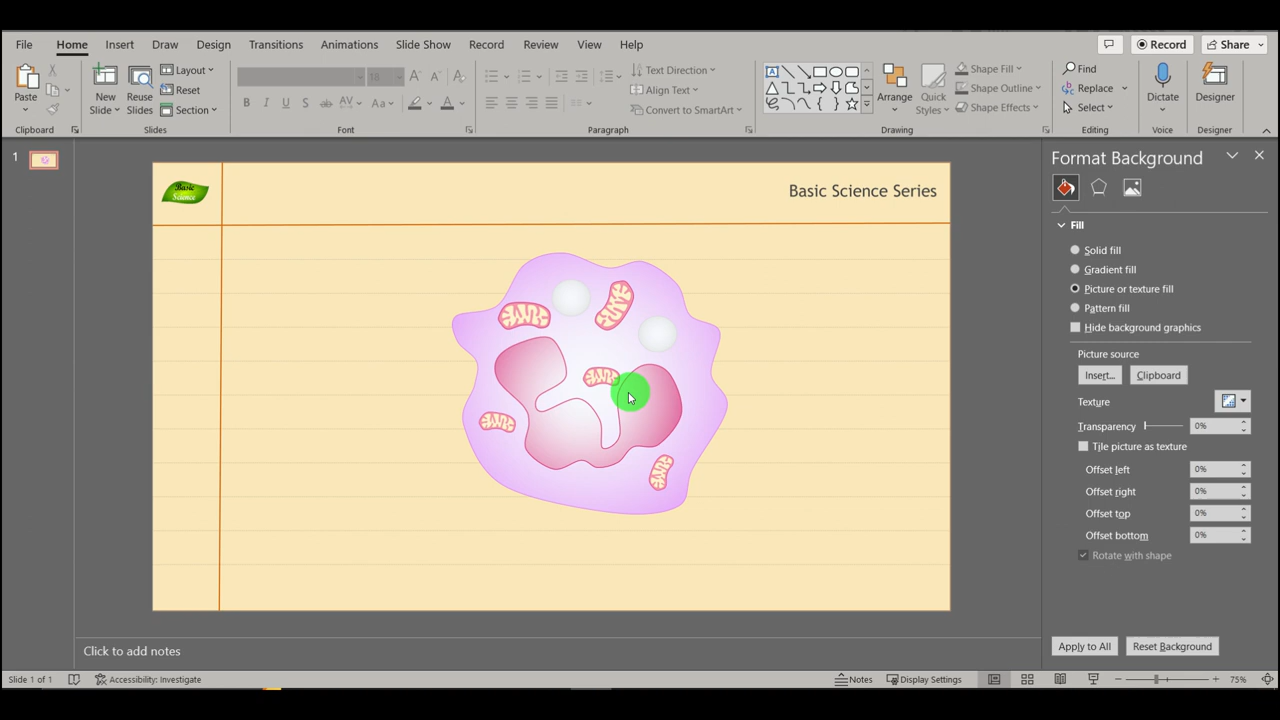 File Home Insert Draw Design Transitions Animations Slide Show Record Review View Help Record Share
Paste
Clipboard
New Slide
Reuse Slides
Layout
Reset
Section
Slides
18
Font
Text Direction
Align Text
Convert to SmartArt
Paragraph
Arrange
Quick Styles
Shape Fill
Shape Outline
Shape Effects
Drawing
Find
Replace
Select
Editing
Dictate
Voice
Designer
Designer
1
Basic
Science
Basic Science Series
Format Background
Fill
Solid fill
Gradient fill
Picture or texture fill
Pattern fill
Hide background graphics
Picture source
Insert... Clipboard
Texture
Transparency 0%
Tile picture as texture
Offset left 0%
Offset right 0%
Offset top 0%
Offset bottom 0%
Rotate with shape
Apply to All Reset Background
Click to add notes
Slide 1 of 1 Accessibility: Investigate Notes Display Settings 75%